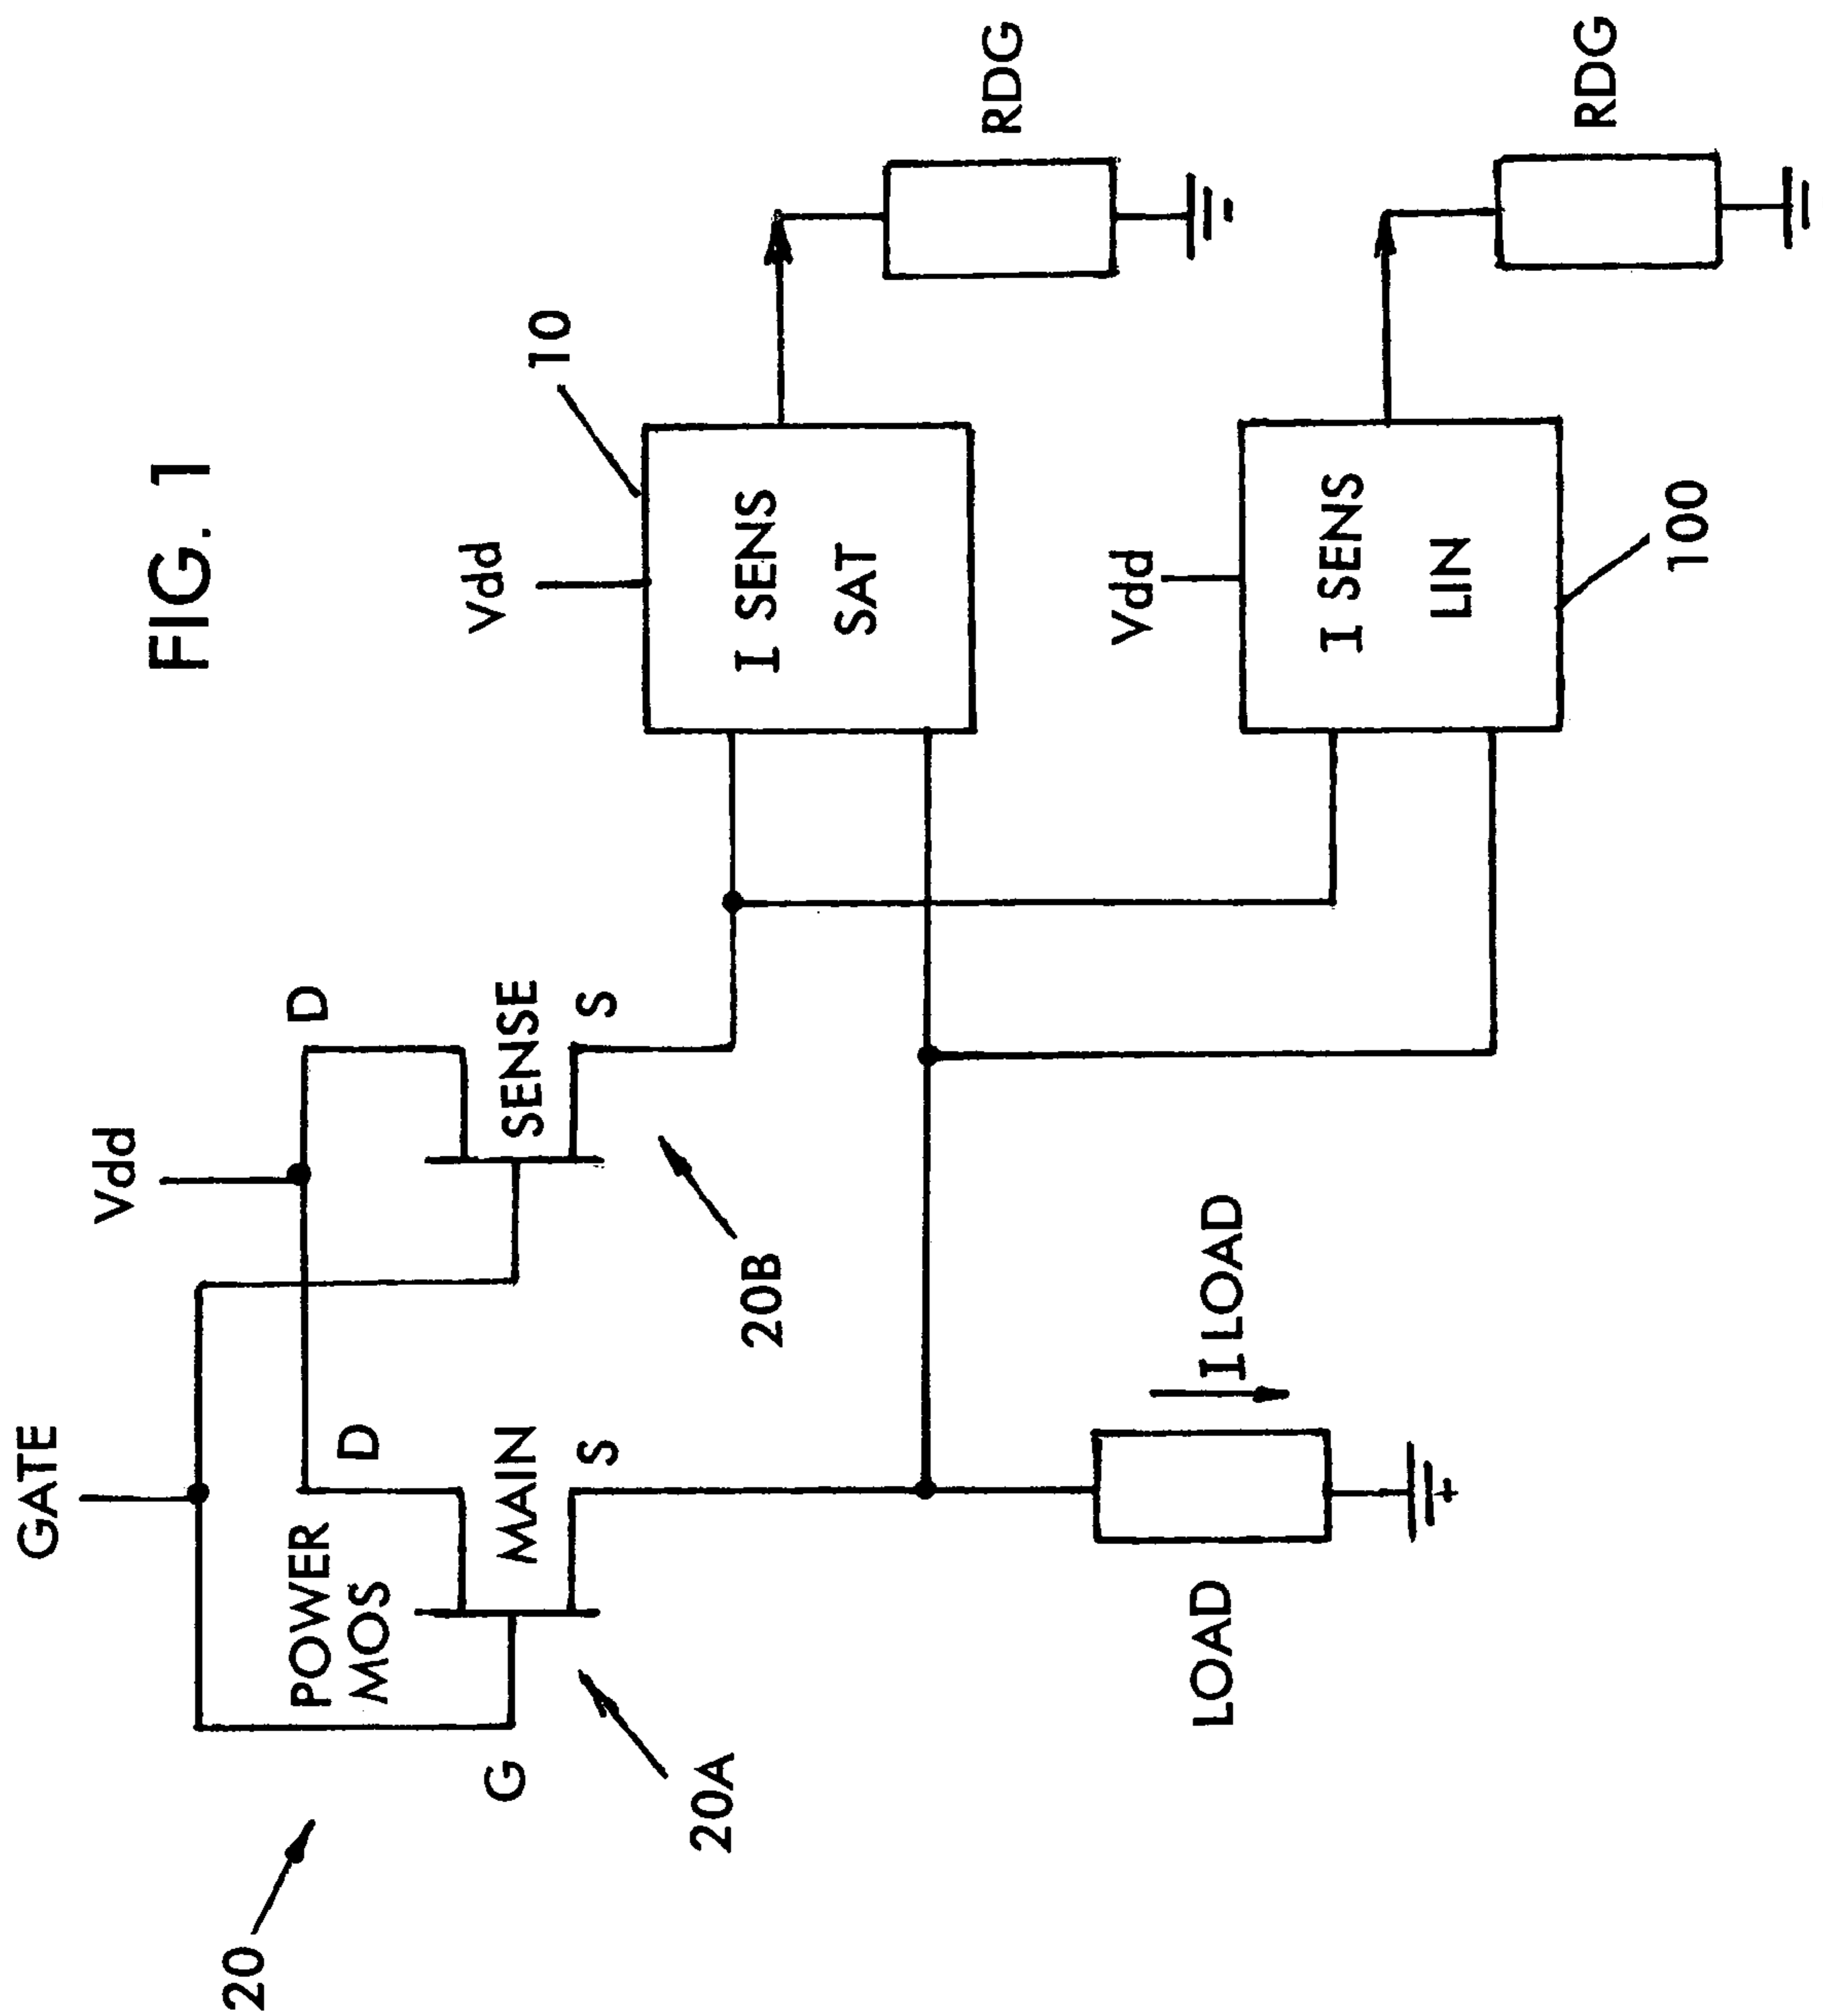 FIG. 1
GATE
Vdd
D
D
POWER
MOS
MAIN
SENSE
G
S
S
20
20A
20B
Vdd
10
I SENS
SAT
RDG
LOAD
I LOAD
Vdd
I SENS
LIN
100
RDG